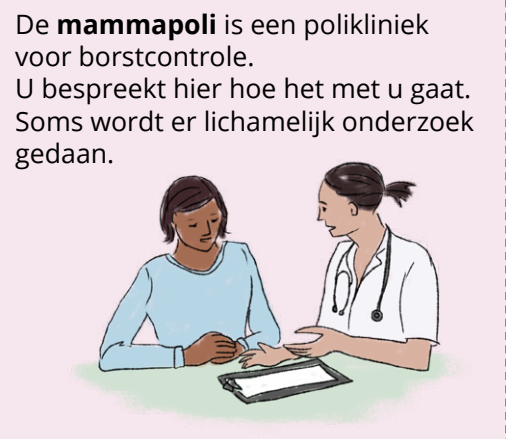 De mammapoli is een polikliniek
voor borstcontrole.
U bespreekt hier hoe het met u gaat.
Soms wordt er lichamelijk onderzoek
gedaan.